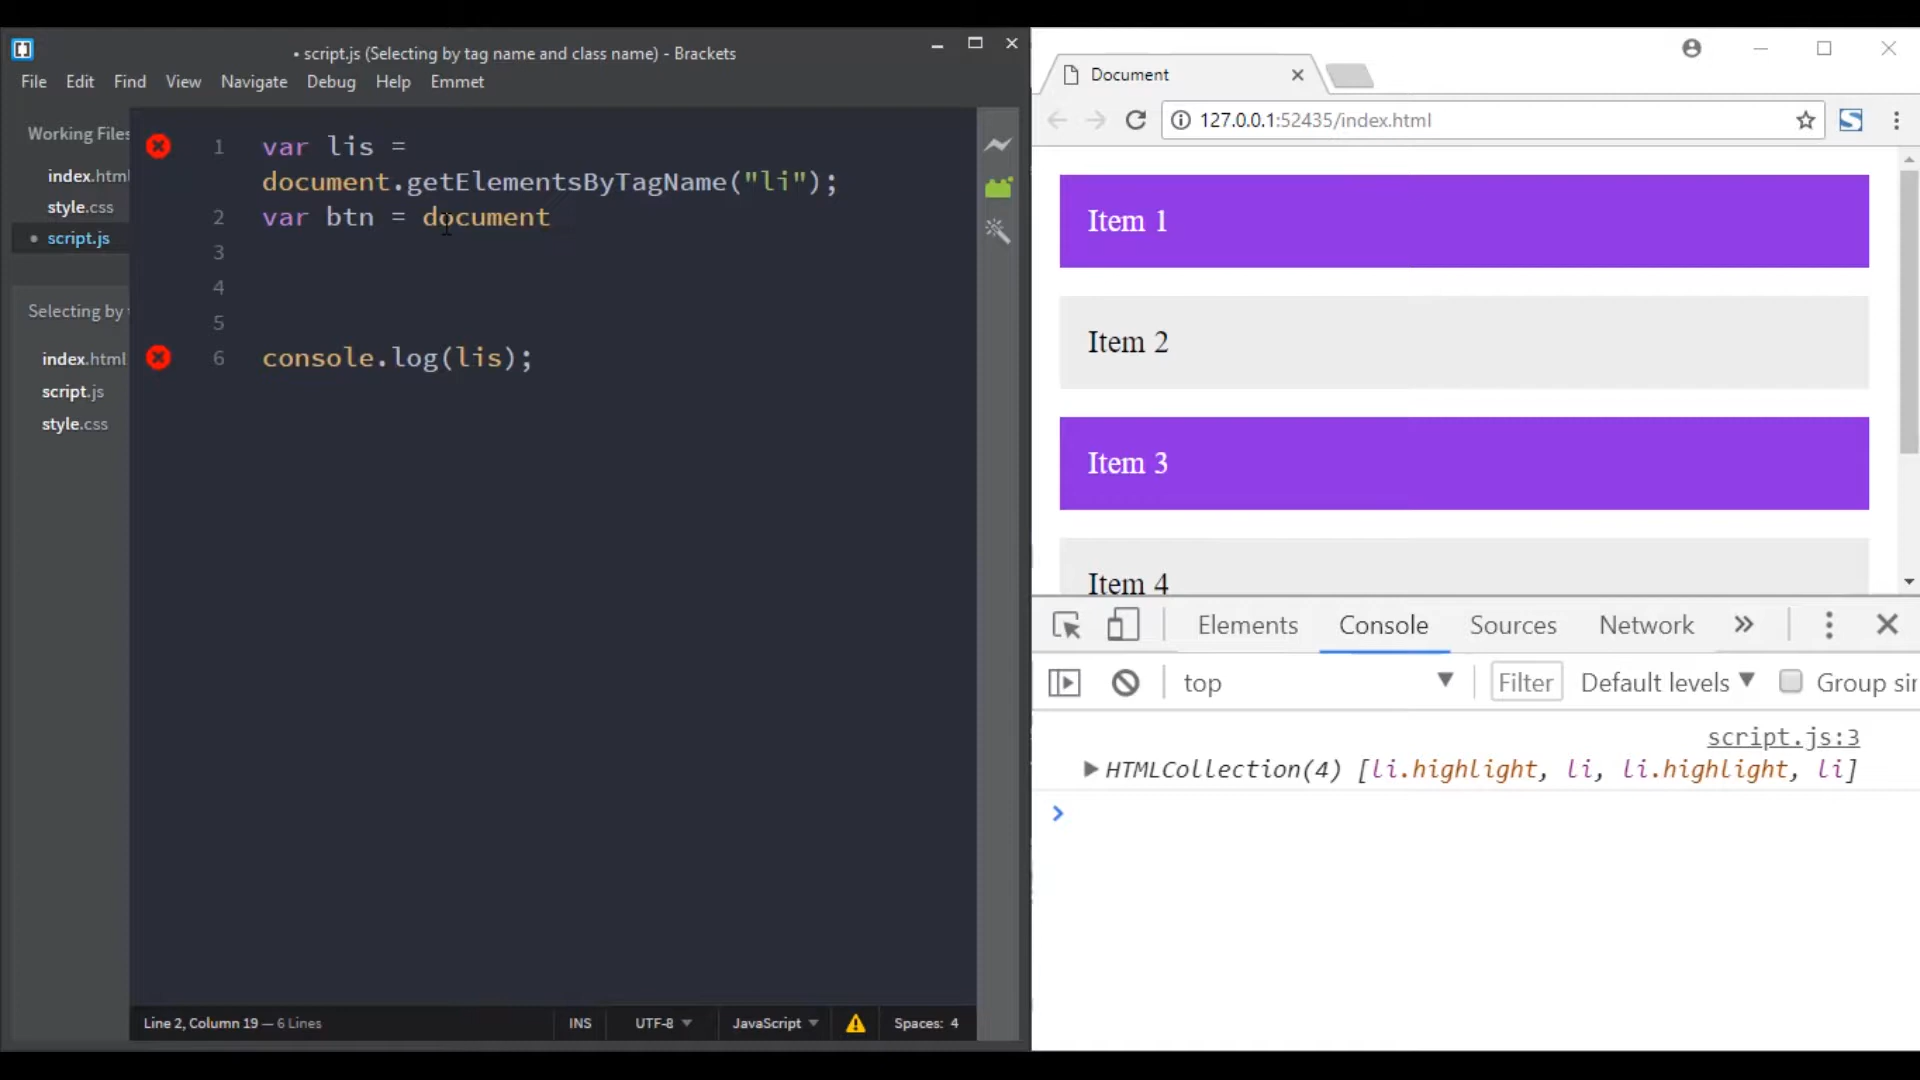 • script.js (Selecting by tag name and class name) - Brackets
File Edit Find View Navigate Debug Help Emmet
Working Files
index.html
style.css
• script.js
Selecting by
index.html
script.js
style.css
1 var lis =
document.getElementsByTagName("li");
2 var btn = document
3
4
5
6 console.log(lis);
Line 2, Column 19 — 6 Lines
INS UTF-8 JavaScript Spaces: 4
Document
127.0.0.1:52435/index.html
Item 1
Item 2
Item 3
Item 4
Elements Console Sources Network »
top Filter Default levels Group sir
script.js:3
HTMLCollection(4) [li.highlight, li, li.highlight, li]